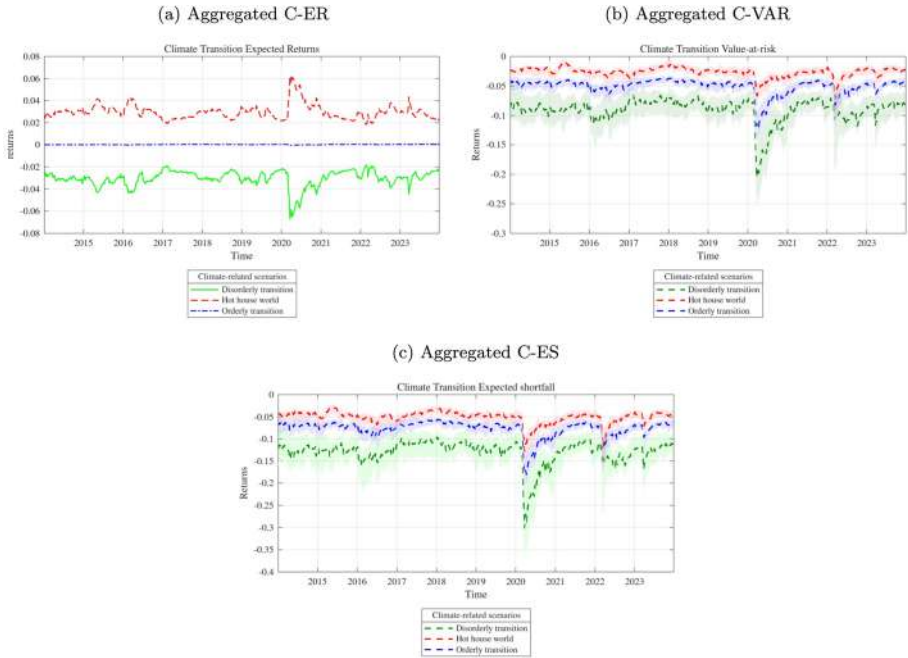 (a) Aggregated C-ER
Climate Transition Expected Returns
0.08
0.06
0.04
0.02
0
-0.02
-0.04
-0.06
-0.08
returns
2015 2016 2017 2018 2019 2020 2021 2022 2023
Time
Climate-related scenarios
Disorderly transition
Hot house world
Orderly transition
(b) Aggregated C-VAR
Climate Transition Value-at-risk
0
-0.05
-0.1
-0.15
-0.2
-0.25
-0.3
Returns
2015 2016 2017 2018 2019 2020 2021 2022 2023
Time
Climate-related scenarios
Disorderly transition
Hot house world
Orderly transition
(c) Aggregated C-ES
Climate Transition Expected shortfall
0
-0.05
-0.1
-0.15
-0.2
-0.25
-0.3
-0.35
-0.4
Returns
2015 2016 2017 2018 2019 2020 2021 2022 2023
Time
Climate-related scenarios
Disorderly transition
Hot house world
Orderly transition